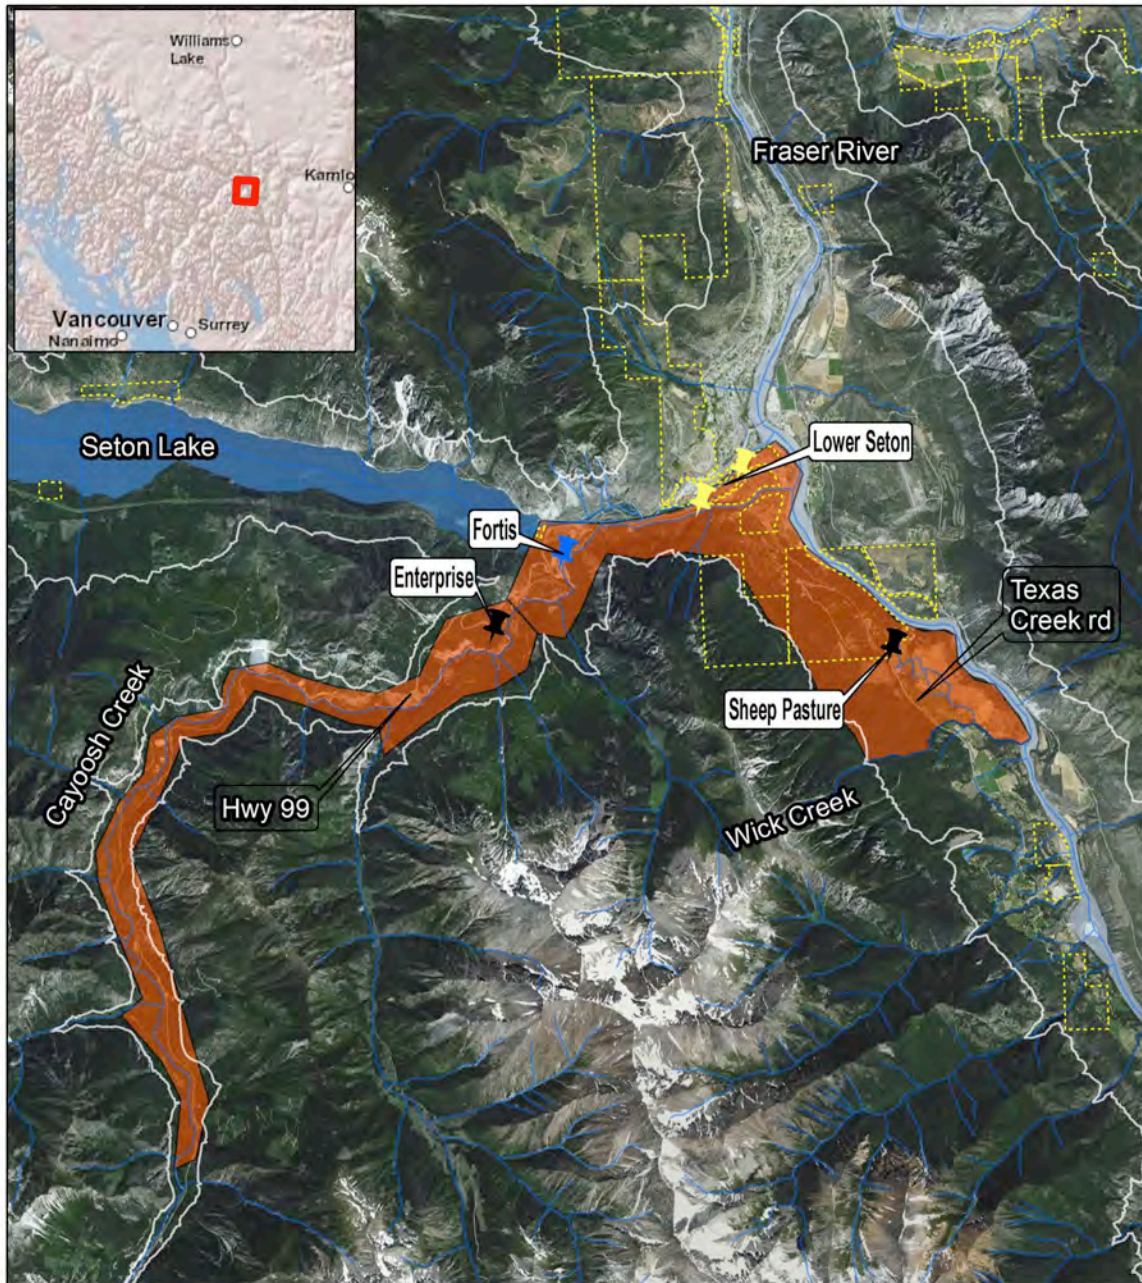 Williams
Lake
Kamlo
Vancouver
Surrey
Nanaimo
Fraser River
Seton Lake
Lower Seton
Fortis
Enterprise
Texas
Creek rd
Sheep Pasture
Cayoosh Creek
Hwy 99
Wick Creek